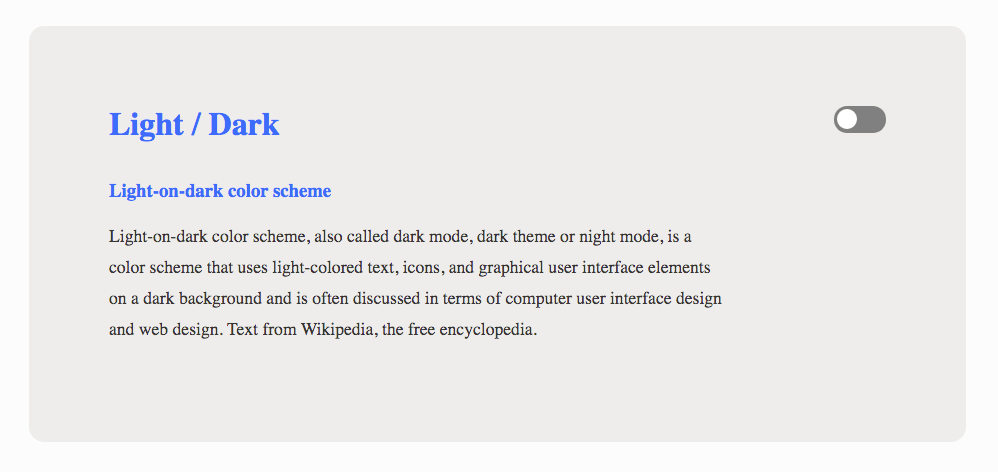 Light / Dark
Light-on-dark color scheme
Light-on-dark color scheme, also called dark mode, dark theme or night mode, is a
color scheme that uses light-colored text, icons, and graphical user interface elements
on a dark background and is often discussed in terms of computer user interface design
and web design. Text from Wikipedia, the free encyclopedia.